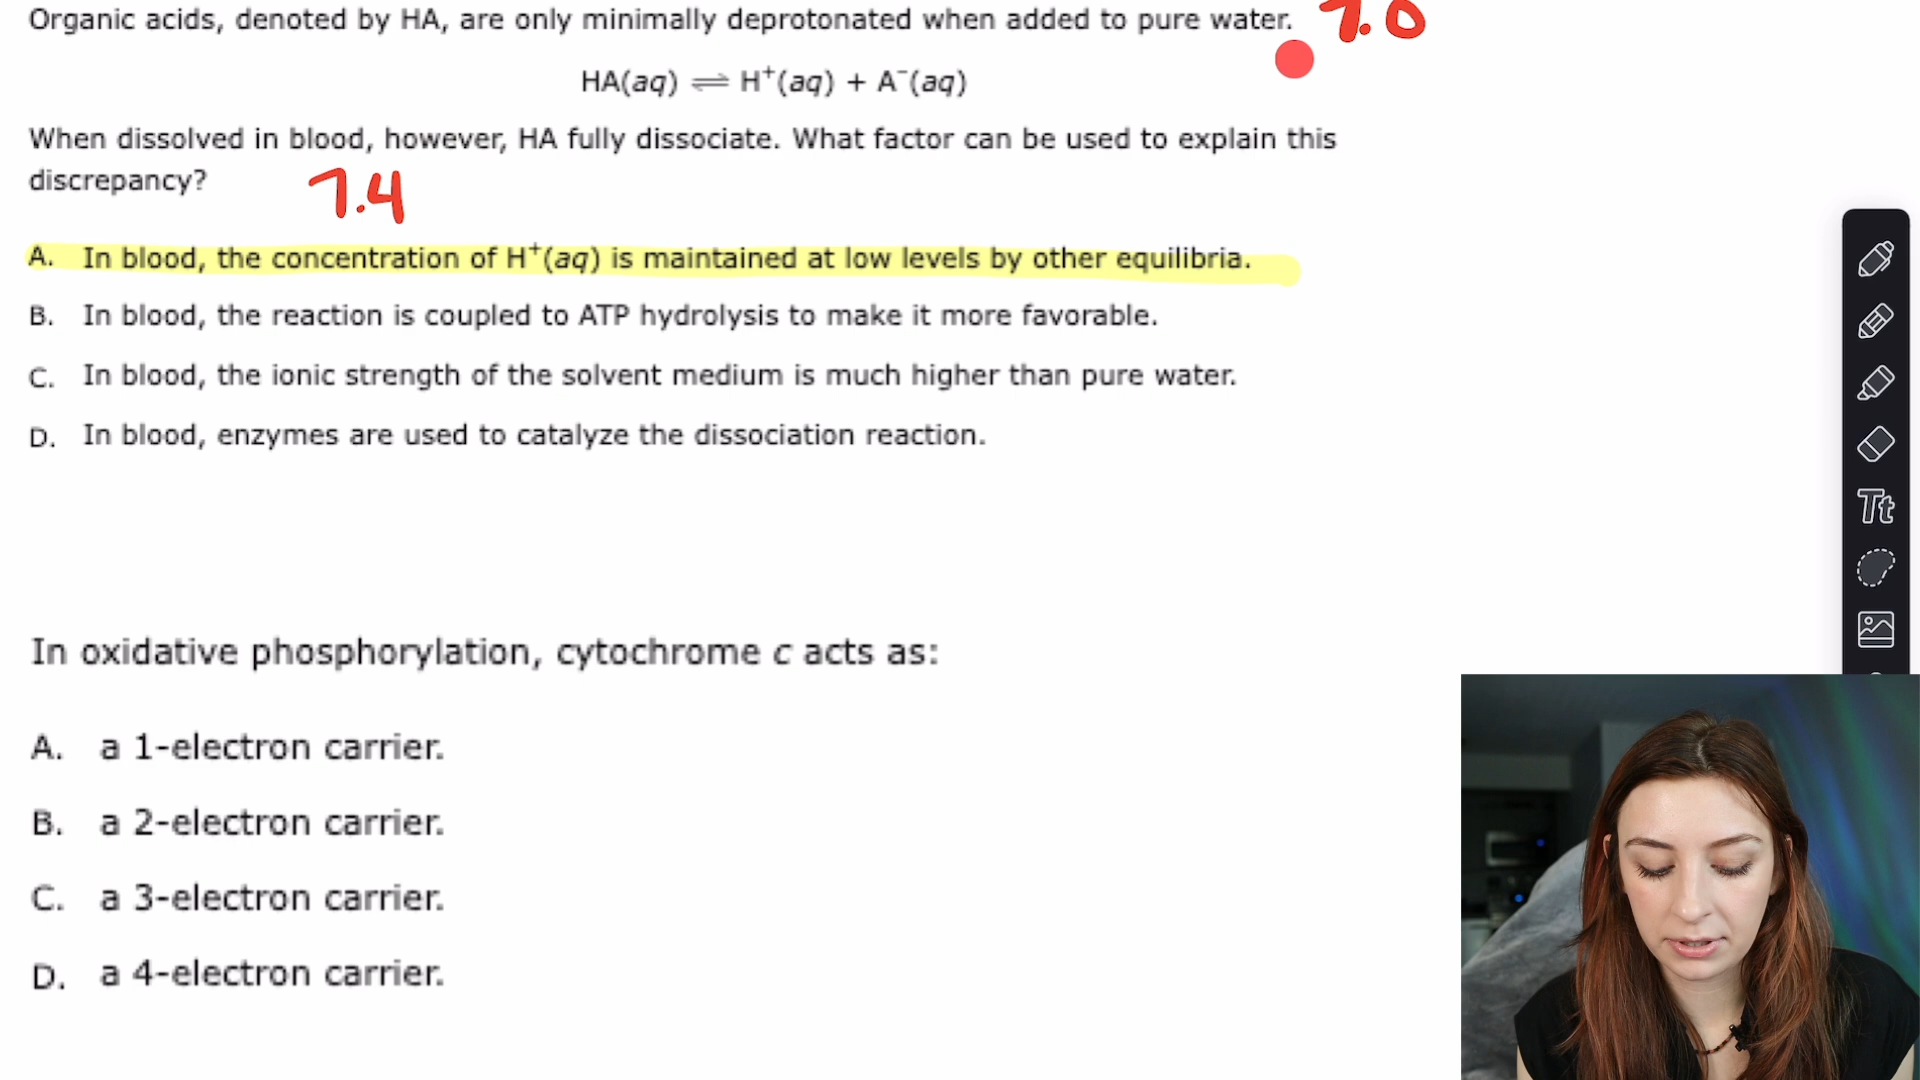 Organic acids, denoted by HA, are only minimally deprotonated when added to pure water. 7.0
HA(aq) ⇌ H⁺(aq) + A⁻(aq)
When dissolved in blood, however, HA fully dissociate. What factor can be used to explain this
discrepancy?
7.4
A. In blood, the concentration of H⁺(aq) is maintained at low levels by other equilibria.
B. In blood, the reaction is coupled to ATP hydrolysis to make it more favorable.
C. In blood, the ionic strength of the solvent medium is much higher than pure water.
D. In blood, enzymes are used to catalyze the dissociation reaction.
Tt
In oxidative phosphorylation, cytochrome c acts as:
A. a 1-electron carrier.
B. a 2-electron carrier.
C. a 3-electron carrier.
D. a 4-electron carrier.